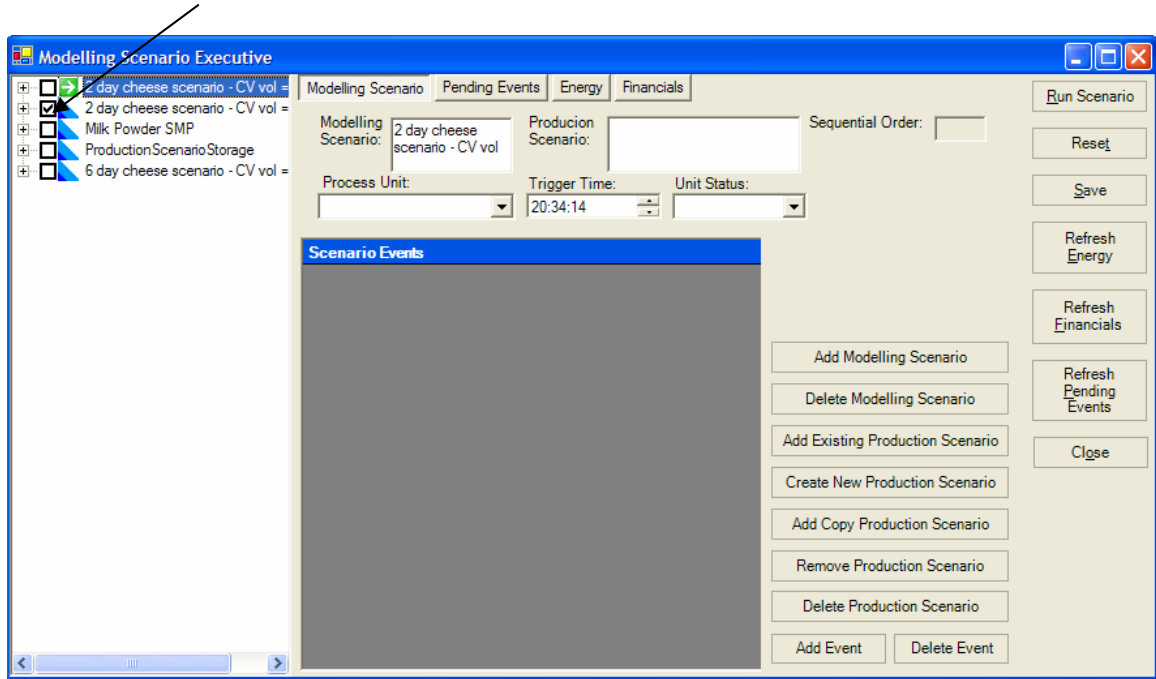 Modelling Scenario Executive
2 day cheese scenario - CV vol =
2 day cheese scenario - CV vol =
Milk Powder SMP
ProductionScenarioStorage
6 day cheese scenario - CV vol =
Modelling Scenario
Pending Events
Energy
Financials
Modelling
Scenario:
2 day cheese
scenario - CV vol
Producion
Scenario:
Sequential Order:
Process Unit:
Trigger Time:
20:34:14
Unit Status:
Scenario Events
Add Modelling Scenario
Delete Modelling Scenario
Add Existing Production Scenario
Create New Production Scenario
Add Copy Production Scenario
Remove Production Scenario
Delete Production Scenario
Add Event
Delete Event
Run Scenario
Reset
Save
Refresh
Energy
Refresh
Financials
Refresh
Pending
Events
Close